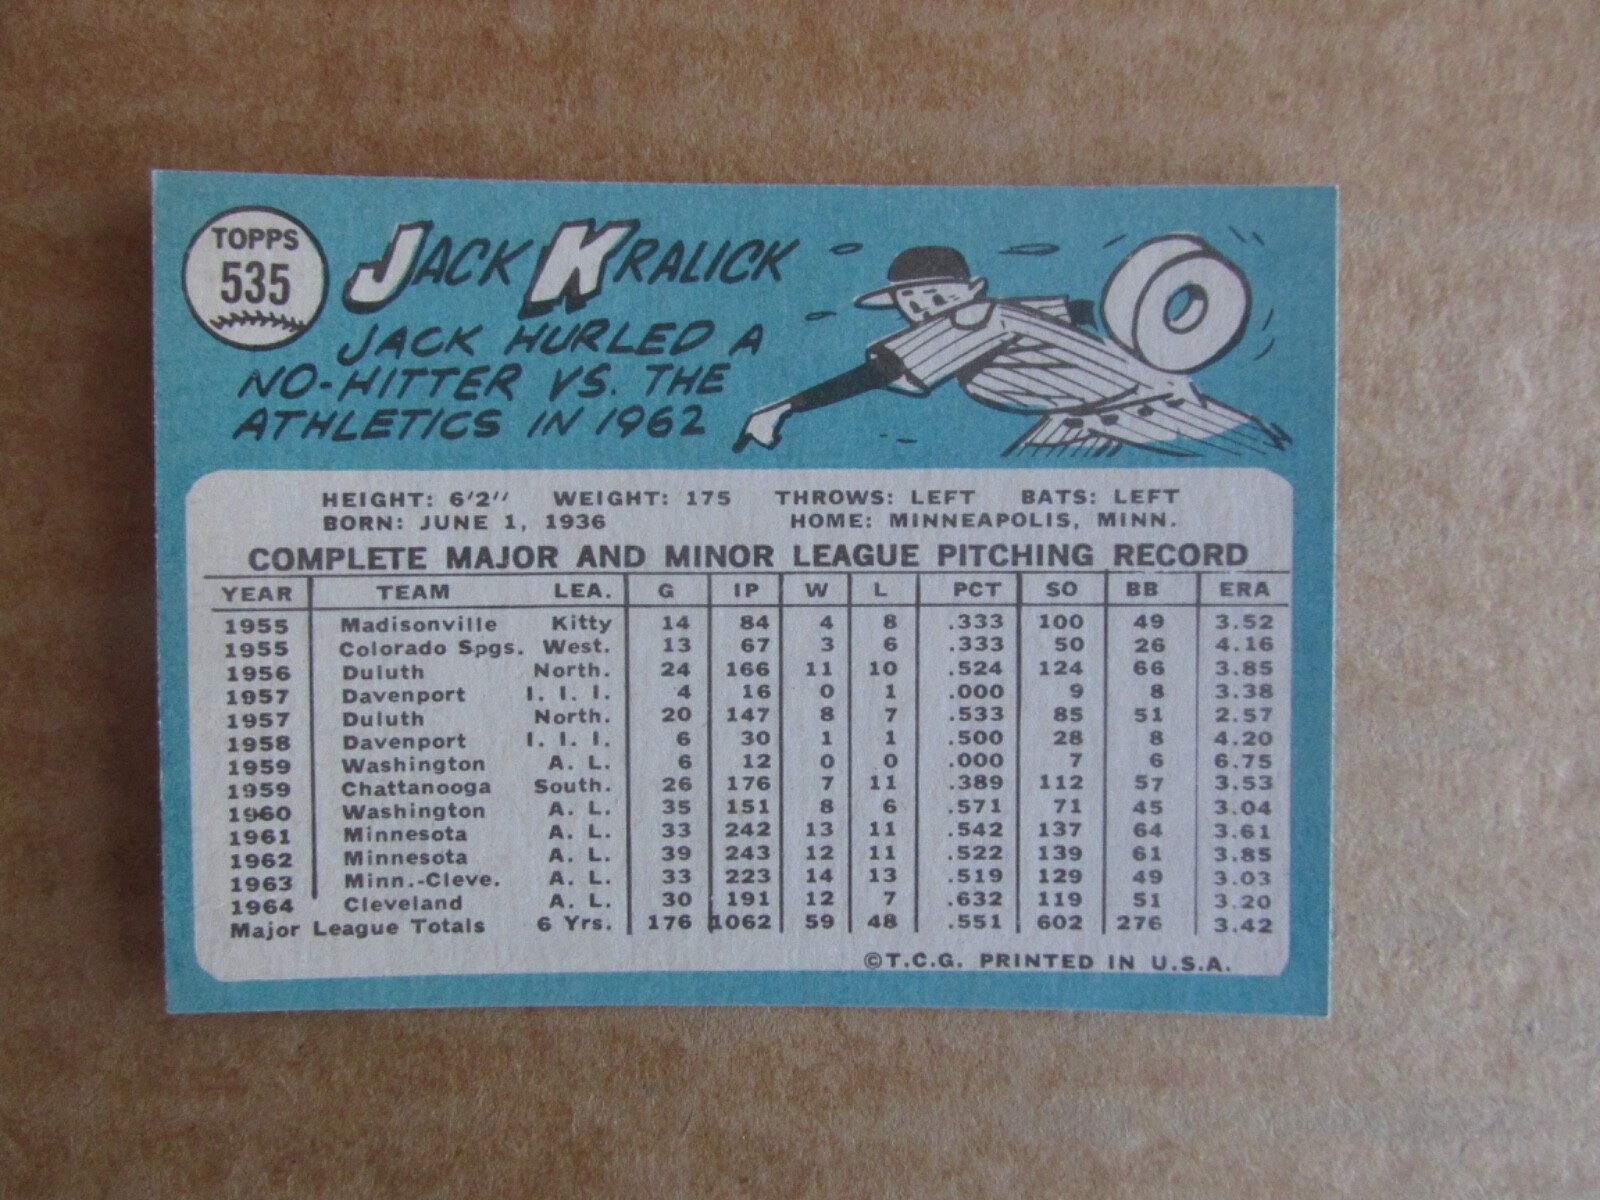 TOPPS
535
JACK KRALICK
JACK HURLED A
NO-HITTER VS. THE
ATHLETICS IN 1962
HEIGHT: 6'2" WEIGHT: 175 THROWS: LEFT BATS: LEFT
BORN: JUNE 1, 1936 HOME: MINNEAPOLIS, MINN.
COMPLETE MAJOR AND MINOR LEAGUE PITCHING RECORD
YEAR TEAM LEA. G IP W L PCT SO BB ERA
1955 Madisonville Kitty 14 84 4 8 .333 100 49 3.52
1955 Colorado Spgs. West. 13 67 3 6 .333 50 26 4.16
1956 Duluth North. 24 166 11 10 .524 124 66 3.85
1957 Davenport I. I. I. 4 16 0 1 .000 9 8 3.38
1957 Duluth North. 20 147 8 7 .533 85 51 2.57
1958 Davenport I. I. I. 6 30 1 1 .500 28 8 4.20
1959 Washington A. L. 6 12 0 0 .000 7 6 6.75
1959 Chattanooga South. 26 176 7 11 .389 112 57 3.53
1960 Washington A. L. 35 151 8 6 .571 71 45 3.04
1961 Minnesota A. L. 33 242 13 11 .542 137 64 3.61
1962 Minnesota A. L. 39 243 12 11 .522 139 61 3.85
1963 Minn.-Cleve. A. L. 33 223 14 13 .519 129 49 3.03
1964 Cleveland A. L. 30 191 12 7 .632 119 51 3.20
Major League Totals 6 Yrs. 176 1062 59 48 .551 602 276 3.42
©T.C.G. PRINTED IN U.S.A.